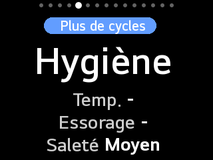 Plus de cycles
Hygiène
Temp. -
Essorage -
Saleté Moyen